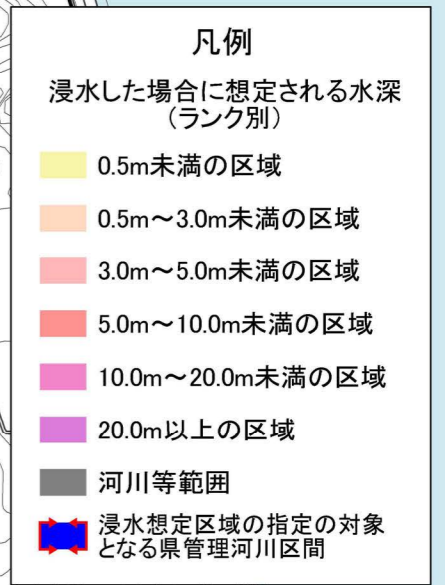 凡例
浸水した場合に想定される水深
（ランク別）
0.5m未満の区域
0.5m～3.0m未満の区域
3.0m～5.0m未満の区域
5.0m～10.0m未満の区域
10.0m～20.0m未満の区域
20.0m以上の区域
河川等範囲
浸水想定区域の指定の対象
となる県管理河川区間